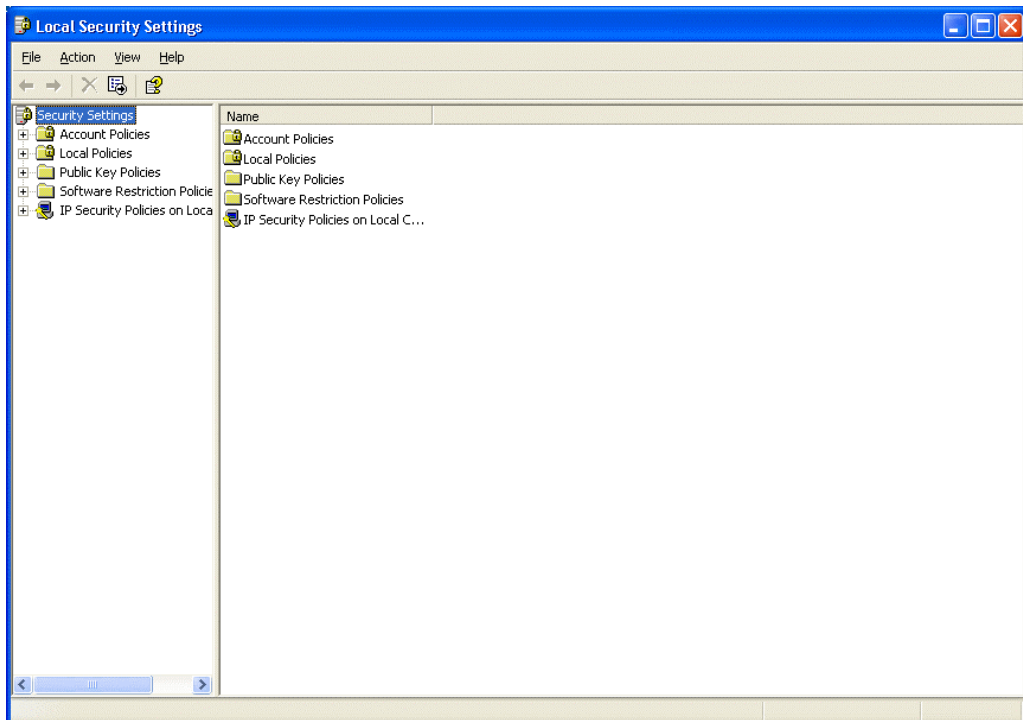 Local Security Settings
File Action View Help
Security Settings
Account Policies
Local Policies
Public Key Policies
Software Restriction Policie
IP Security Policies on Loca
Name
Account Policies
Local Policies
Public Key Policies
Software Restriction Policies
IP Security Policies on Local C...